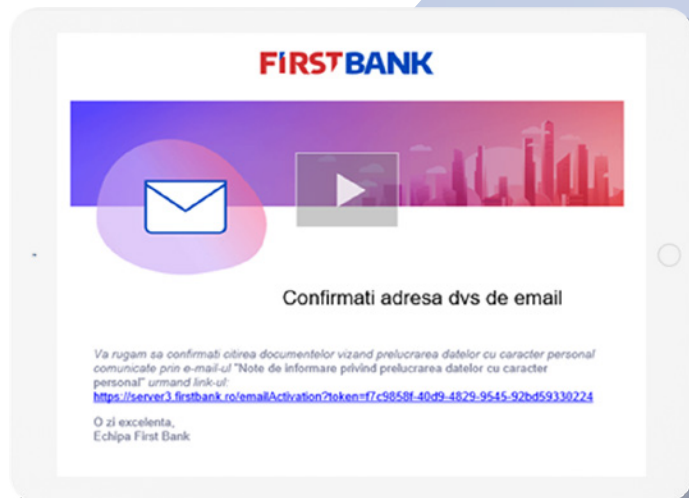 FIRSTBANK
Confirmati adresa dvs de email
Va rugam sa confirmati citirea documentelor vizand prelucrarea datelor cu caracter personal
comunicate prin e-mail-ul "Note de informare privind prelucrarea datelor cu caracter
personal" urmand link-ul:
https://server3.firstbank.ro/emailActivation?token=f7c9858f-40d9-4829-9545-92bd59330224
O zi excelenta,
Echipa First Bank